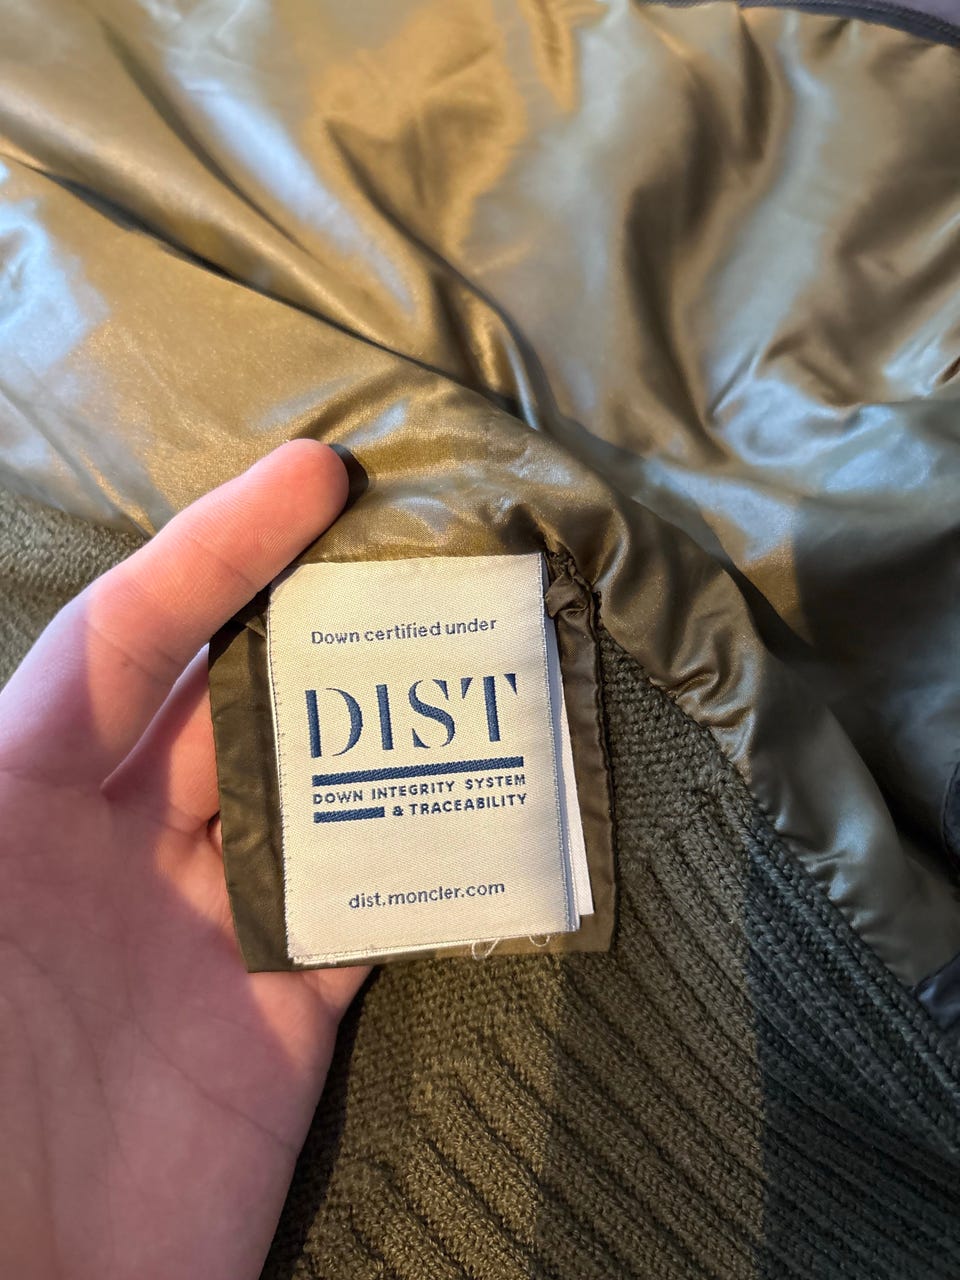 Down certified under
DIST
DOWN INTEGRITY SYSTEM
& TRACEABILITY
dist.moncler.com